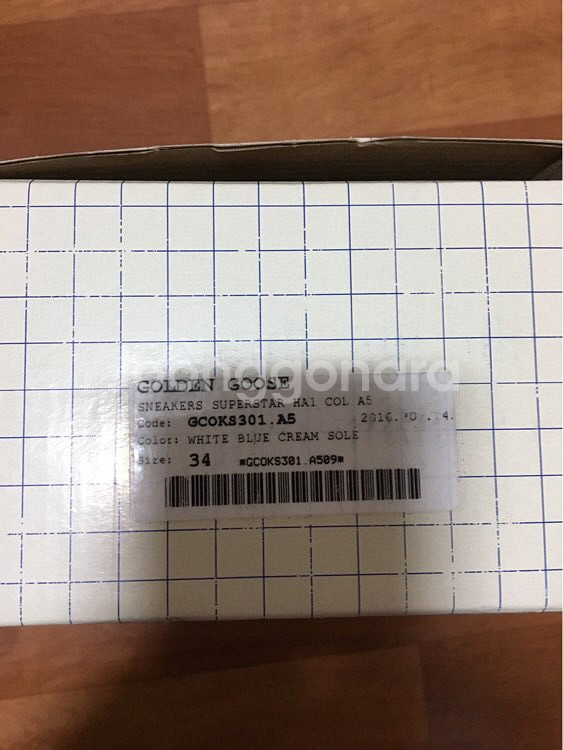 GOLDEN GOOSE
SNEAKERS SUPERSTAR HA1 COL A5
Code: GCOKS301.A5
Color: WHITE BLUE CREAM SOLE
Size: 34 *GCOKS301.A509*